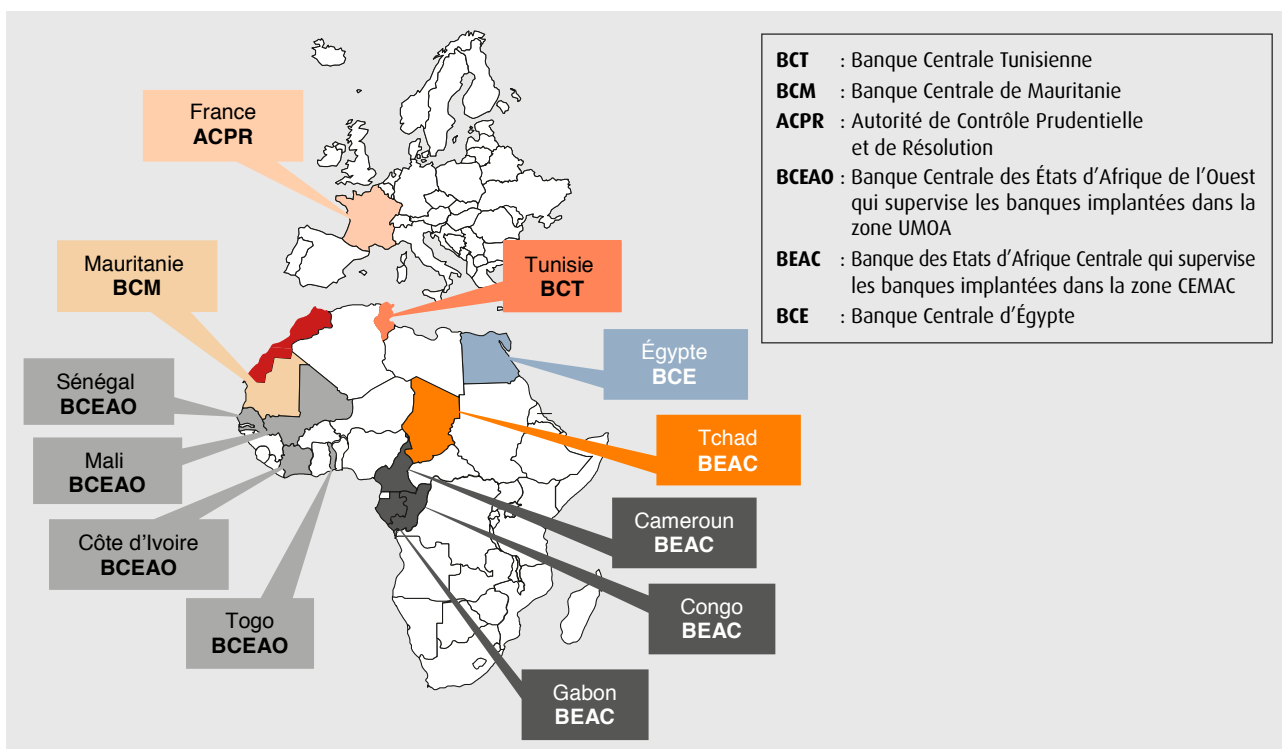 France
ACPR
Mauritanie
BCM
Tunisie
BCT
Égypte
BCE
Sénégal
BCEAO
Mali
BCEAO
Côte d'Ivoire
BCEAO
Togo
BCEAO
Tchad
BEAC
Cameroun
BEAC
Congo
BEAC
Gabon
BEAC
BCT : Banque Centrale Tunisienne
BCM : Banque Centrale de Mauritanie
ACPR : Autorité de Contrôle Prudentielle
et de Résolution
BCEAO : Banque Centrale des États d'Afrique de l'Ouest
qui supervise les banques implantées dans la
zone UMOA
BEAC : Banque des Etats d'Afrique Centrale qui supervise
les banques implantées dans la zone CEMAC
BCE : Banque Centrale d'Égypte